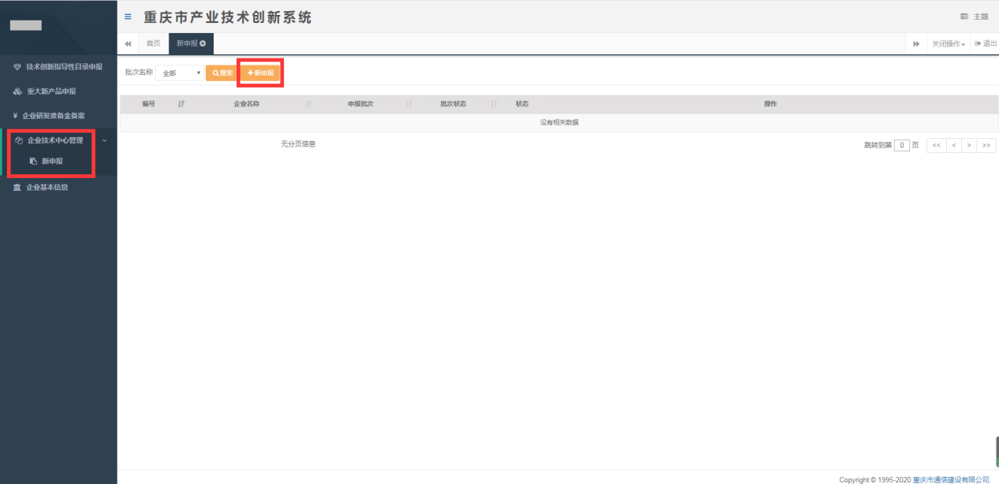 重庆市产业技术创新系统
主题
首页
新申报
关闭操作
退出
技术创新指导性目录申报
重大新产品申报
¥ 企业研发准备金备案
企业技术中心管理
新申报
企业基本信息
批次名称 全部 搜索 +新申报
编号 企业名称 申报批次 批次状态 状态 操作
没有相关数据
无分页信息
跳转到第 0 页 << < > >>
Copyright © 1995-2020 重庆市通信建设有限公司.